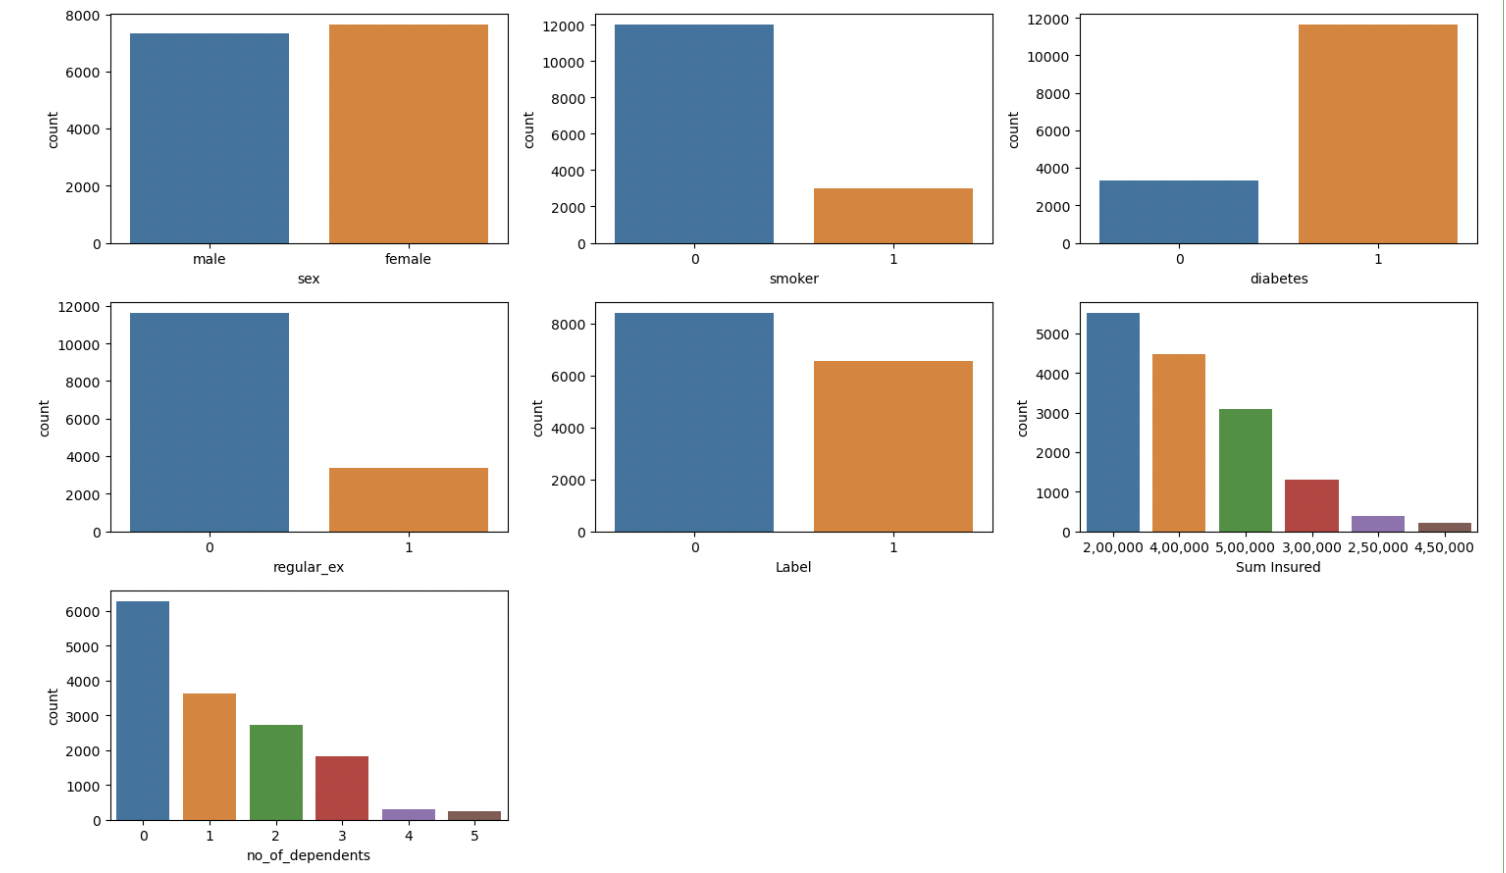 8000
6000
4000
2000
0
count
male female
sex
12000
10000
8000
6000
4000
2000
0
count
0 1
smoker
12000
10000
8000
6000
4000
2000
0
count
0 1
diabetes
12000
10000
8000
6000
4000
2000
0
count
0 1
regular_ex
8000
6000
4000
2000
0
count
0 1
Label
5000
4000
3000
2000
1000
0
count
2,00,000 4,00,000 5,00,000 3,00,000 2,50,000 4,50,000
Sum Insured
6000
5000
4000
3000
2000
1000
0
count
0 1 2 3 4 5
no_of_dependents